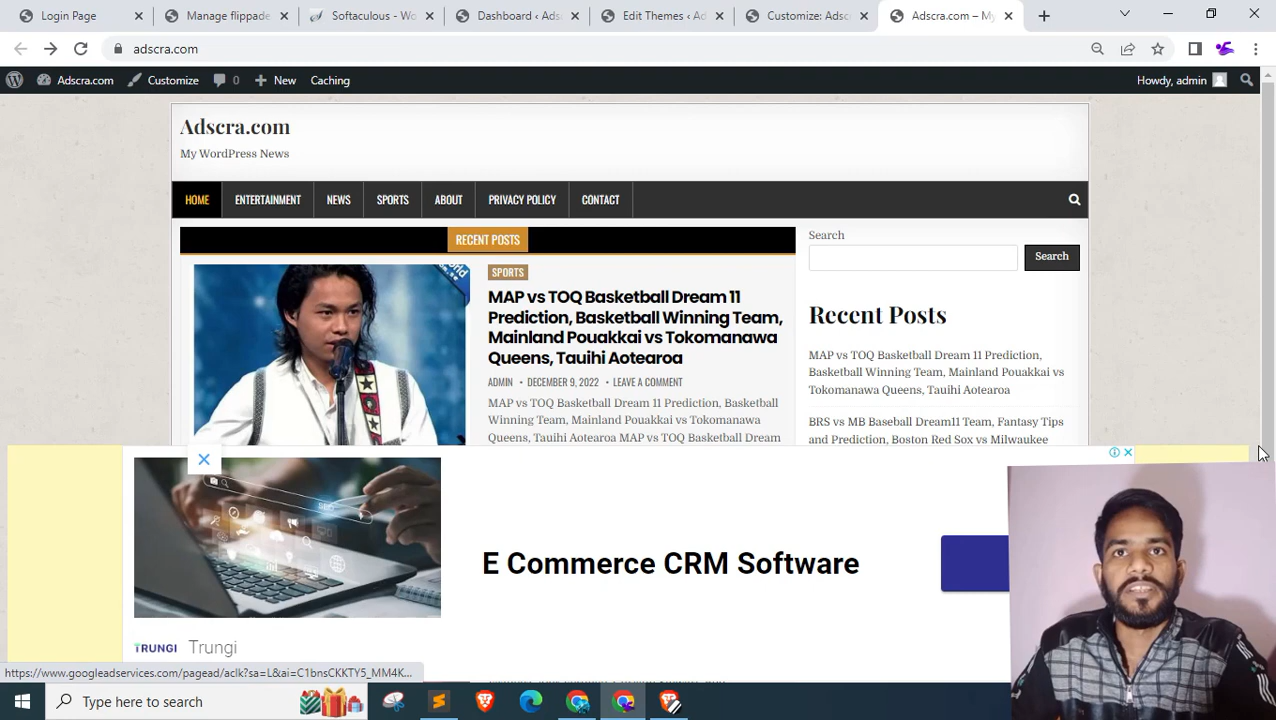 Login Page
Manage flippade
Softaculous - Wo
Dashboard ‹ Ads
Edit Themes ‹ Ad
Customize: Adsc
Adscra.com – My
adscra.com
Adscra.com
Customize
0
New
Caching
Howdy, admin
Adscra.com
My WordPress News
HOME
ENTERTAINMENT
NEWS
SPORTS
ABOUT
PRIVACY POLICY
CONTACT
RECENT POSTS
SPORTS
MAP vs TOQ Basketball Dream 11
Prediction, Basketball Winning Team,
Mainland Pouakkai vs Tokomanawa
Queens, Tauihi Aotearoa
ADMIN • DECEMBER 9, 2022 • LEAVE A COMMENT
MAP vs TOQ Basketball Dream 11 Prediction, Basketball
Winning Team, Mainland Pouakkai vs Tokomanawa
Queens, Tauihi Aotearoa MAP vs TOQ Basketball Dream
Search
Search
Recent Posts
MAP vs TOQ Basketball Dream 11 Prediction,
Basketball Winning Team, Mainland Pouakkai vs
Tokomanawa Queens, Tauihi Aotearoa
BRS vs MB Baseball Dream11 Team, Fantasy Tips
and Prediction, Boston Red Sox vs Milwaukee
SEO
E Commerce CRM Software
TRUNGI
Trungi
https://www.googleadservices.com/pagead/aclk?sa=L&ai=C1bnsCKKTY5_MM4K...
Type here to search